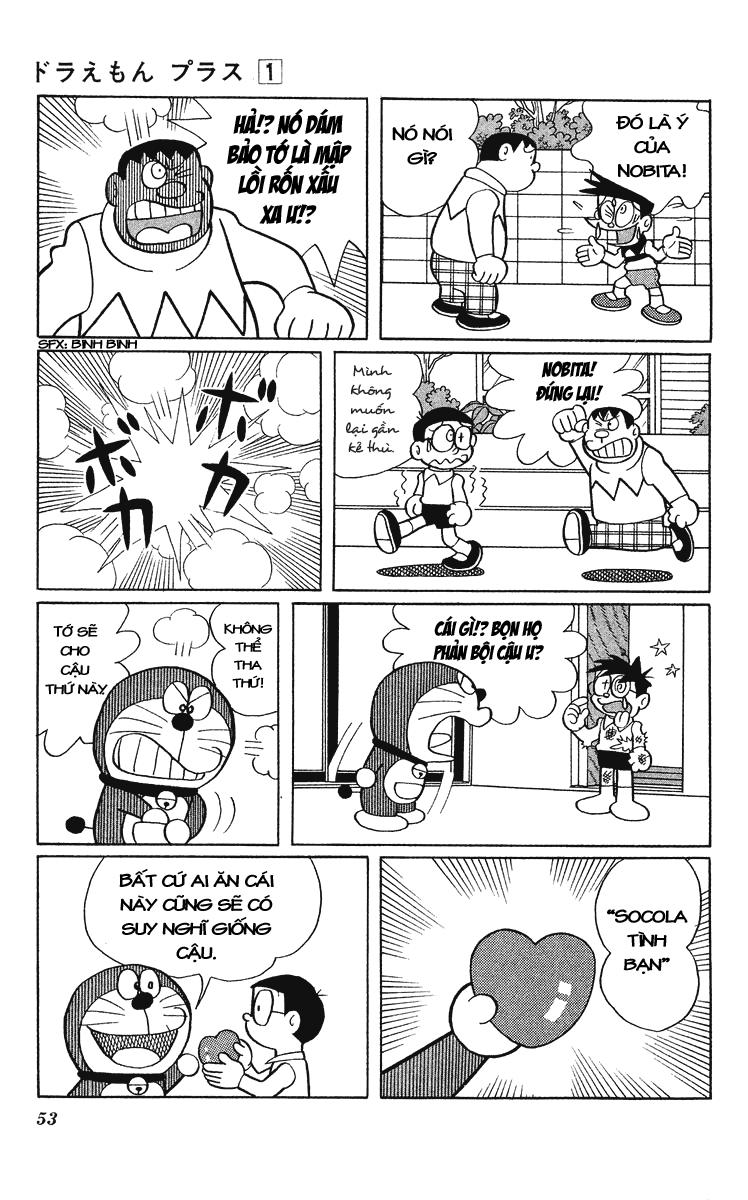 ドラえもん プラス 1
ĐÓ LÀ Ý
CỦA
NOBITA!
NÓ NÓI
GÌ?
HẢ!? NÓ DÁM
BẢO TỚ LÀ MẬP
LỒI RỐN XẤU
XA Ư!?
NOBITA!
ĐỨNG LẠI!
Mình
không
muốn
lại gần
kẻ thù.
SFX: BINH BINH
ボカ
ボカ
CÁI GÌ!? BỌN HỌ
PHẢN BỘI CẬU Ư?
KHÔNG
THỂ
THA
THỨ!
TỚ SẼ
CHO
CẬU
THỨ NÀY.
“SOCOLA
TÌNH
BẠN”
BẤT CỨ AI ĂN CÁI
NÀY CŨNG SẼ CÓ
SUY NGHĨ GIỐNG
CẬU.
53